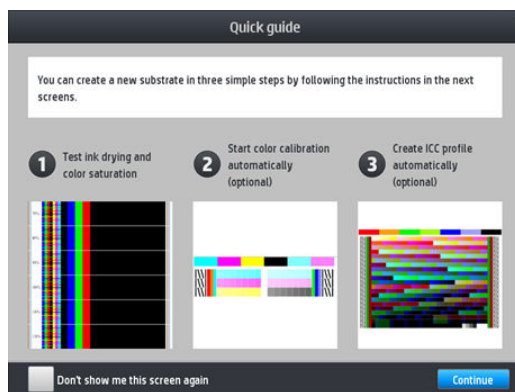 Quick guide
You can create a new substrate in three simple steps by following the instructions in the next
screens.
1 Test ink drying and
color saturation
2 Start color calibration
automatically
(optional)
3 Create ICC profile
automatically
(optional)
Don't show me this screen again
Continue